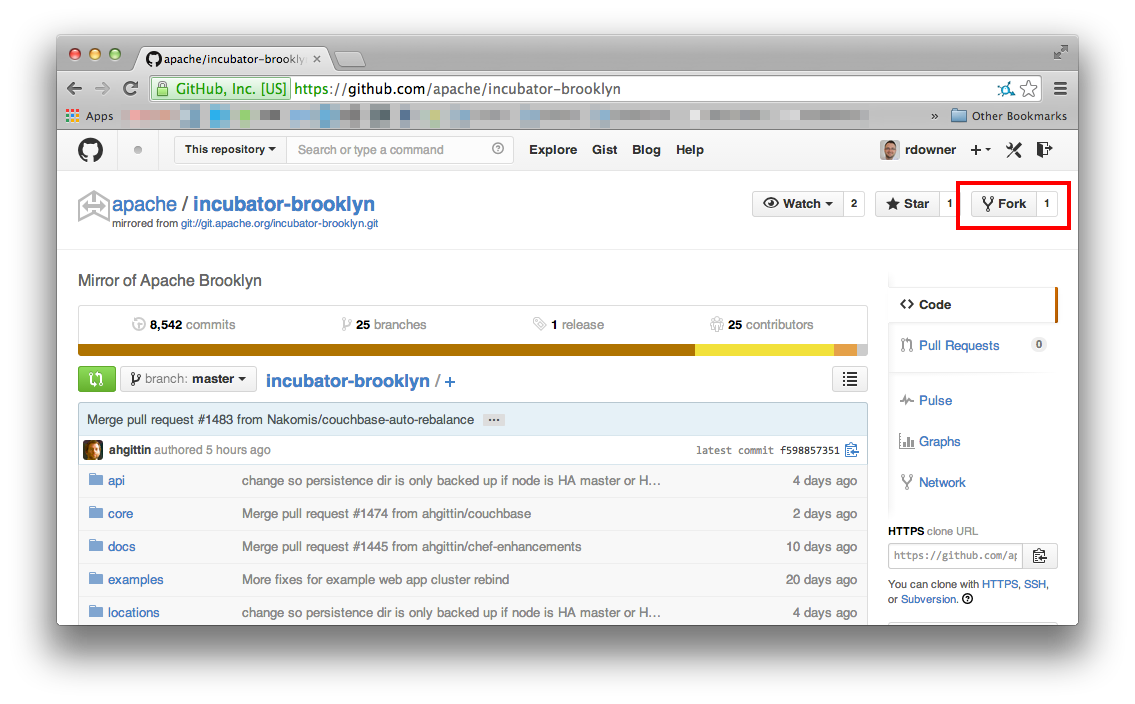 apache/incubator-brookly
GitHub, Inc. [US] https://github.com/apache/incubator-brooklyn
Apps » Other Bookmarks
This repository Search or type a command Explore Gist Blog Help rdowner
apache / incubator-brooklyn Watch 2 Star 1 Fork 1
mirrored from git://git.apache.org/incubator-brooklyn.git
Mirror of Apache Brooklyn
8,542 commits 25 branches 1 release 25 contributors
branch: master incubator-brooklyn / +
Merge pull request #1483 from Nakomis/couchbase-auto-rebalance ...
ahgittin authored 5 hours ago latest commit f598857351
api change so persistence dir is only backed up if node is HA master or H… 4 days ago
core Merge pull request #1474 from ahgittin/couchbase 2 days ago
docs Merge pull request #1445 from ahgittin/chef-enhancements 10 days ago
examples More fixes for example web app cluster rebind 20 days ago
locations change so persistence dir is only backed up if node is HA master or H… 4 days ago
Code
Pull Requests 0
Pulse
Graphs
Network
HTTPS clone URL
https://github.com/ap
You can clone with HTTPS, SSH,
or Subversion.